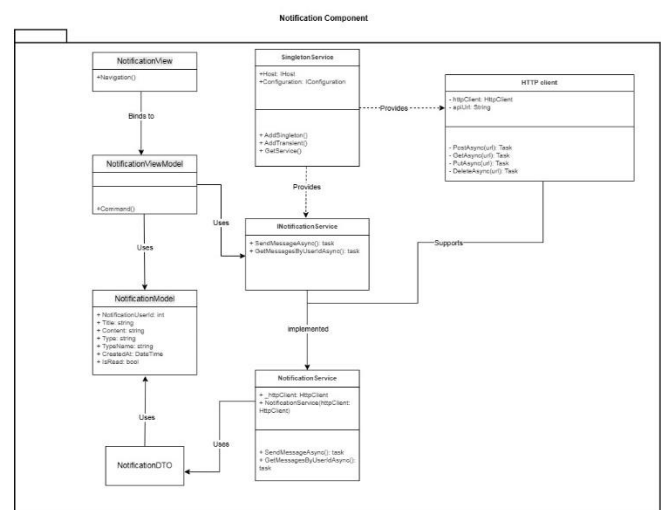 Notification Component
NotificationView
+Navigation()
Binds to
NotificationViewModel
+Command()
Uses
NotificationModel
+ NotificationUserId: int
+ Title: string
+ Content: string
+ Type: string
+ TypeName: string
+ CreatedAt: DateTime
+ IsRead: bool
Uses
NotificationDTO
SingletonService
+Host: IHost
+Configuration: IConfiguration
+ AddSingleton()
+ AddTransient()
+ GetService()
Provides
Provides
Uses
INotificationService
+ SendMessageAsync(): task
+ GetMessagesByUserIdAsync(): task
implemented
NotificationService
+ _httpClient: HttpClient
+ NotificationService(httpClient:
HttpClient)
+ SendMessageAsync(): task
+ GetMessagesByUserIdAsync():
task
Uses
HTTP client
- httpClient: HttpClient
- apiUrl: String
- PostAsync(url): Task
- GetAsync(url): Task
- PutAsync(url): Task
- DeleteAsync(url): Task
Supports